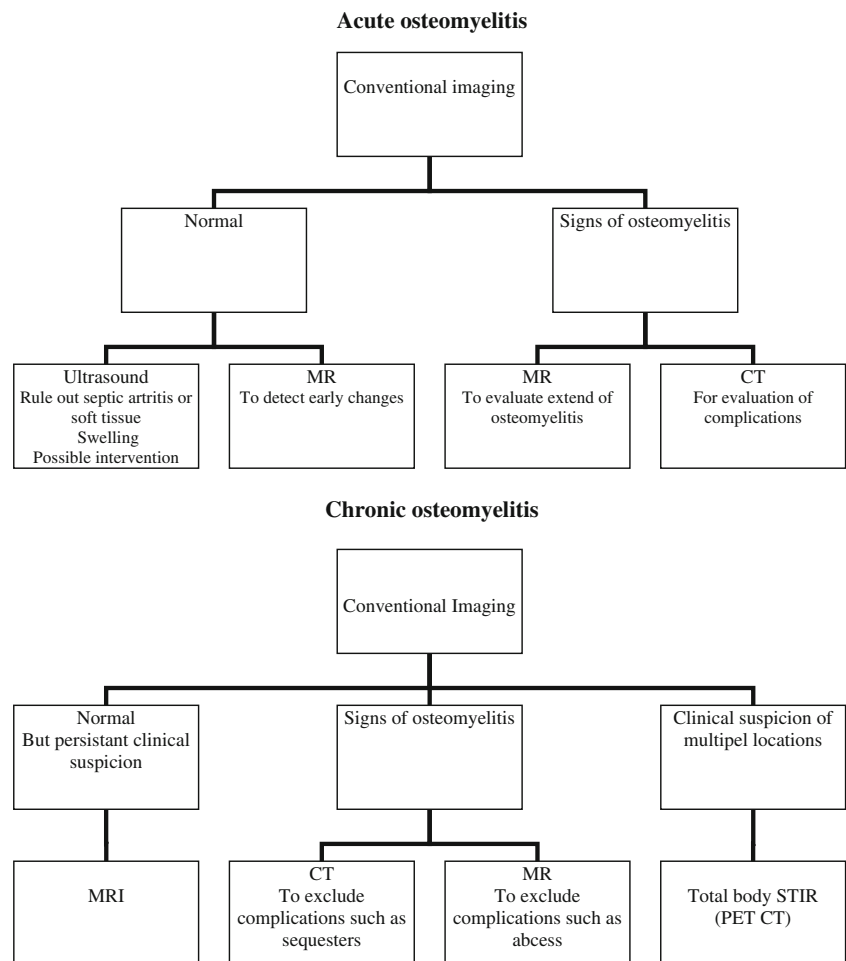 Acute osteomyelitis
Conventional imaging
Normal
Signs of osteomyelitis
Ultrasound
Rule out septic artritis or
soft tissue
Swelling
Possible intervention
MR
To detect early changes
MR
To evaluate extend of
osteomyelitis
CT
For evaluation of
complications
Chronic osteomyelitis
Conventional Imaging
Normal
But persistant clinical
suspicion
Signs of osteomyelitis
Clinical suspicion of
multipel locations
MRI
CT
To exclude
complications such as
sequesters
MR
To exclude
complications such as
abcess
Total body STIR
(PET CT)